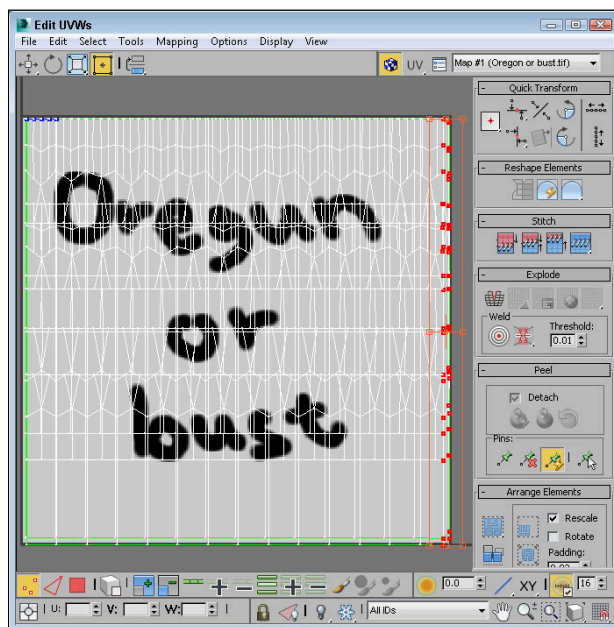 Edit UVWs
File Edit Select Tools Mapping Options Display View
UV Map #1 (Oregon or bust.tif)
Quick Transform
Reshape Elements
Stitch
Explode
Weld
Threshold:
0.01
Peel
Detach
Pins:
Arrange Elements
Rescale
Rotate
Padding:
Oregun
or
bust
0.0 XY 16
U: V: W: All IDs